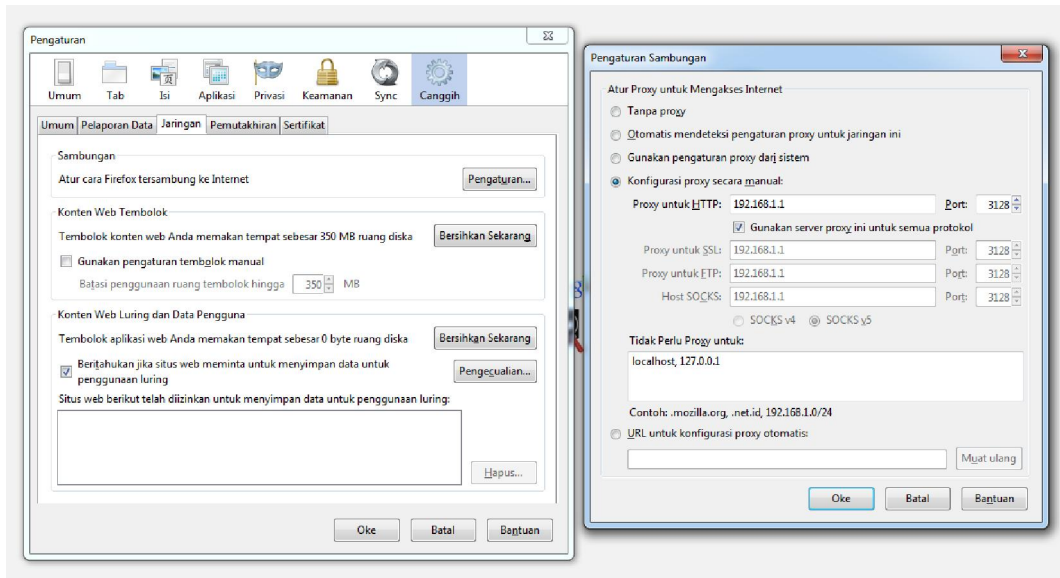 Pengaturan
Umum Tab Isi Aplikasi Privasi Keamanan Sync Canggih
Umum Pelaporan Data Jaringan Pemutakhiran Sertifikat
Sambungan
Atur cara Firefox tersambung ke Internet Pengaturan...
Konten Web Tembolok
Tembolok konten web Anda memakan tempat sebesar 350 MB ruang diska Bersihkan Sekarang
Gunakan pengaturan tembolok manual
Batasi penggunaan ruang tembolok hingga 350 MB
Konten Web Luring dan Data Pengguna
Tembolok aplikasi web Anda memakan tempat sebesar 0 byte ruang diska Bersihkan Sekarang
Beritahukan jika situs web meminta untuk menyimpan data untuk
penggunaan luring Pengecualian...
Situs web berikut telah diizinkan untuk menyimpan data untuk penggunaan luring:
Hapus...
Oke Batal Bantuan
Pengaturan Sambungan
Atur Proxy untuk Mengakses Internet
Tanpa proxy
Otomatis mendeteksi pengaturan proxy untuk jaringan ini
Gunakan pengaturan proxy dari sistem
Konfigurasi proxy secara manual:
Proxy untuk HTTP: 192.168.1.1 Port: 3128
Gunakan server proxy ini untuk semua protokol
Proxy untuk SSL: 192.168.1.1 Port: 3128
Proxy untuk FTP: 192.168.1.1 Port: 3128
Host SOCKS: 192.168.1.1 Port: 3128
SOCKS v4 SOCKS v5
Tidak Perlu Proxy untuk:
localhost, 127.0.0.1
Contoh: .mozilla.org, .net.id, 192.168.1.0/24
URL untuk konfigurasi proxy otomatis:
Muat ulang
Oke Batal Bantuan